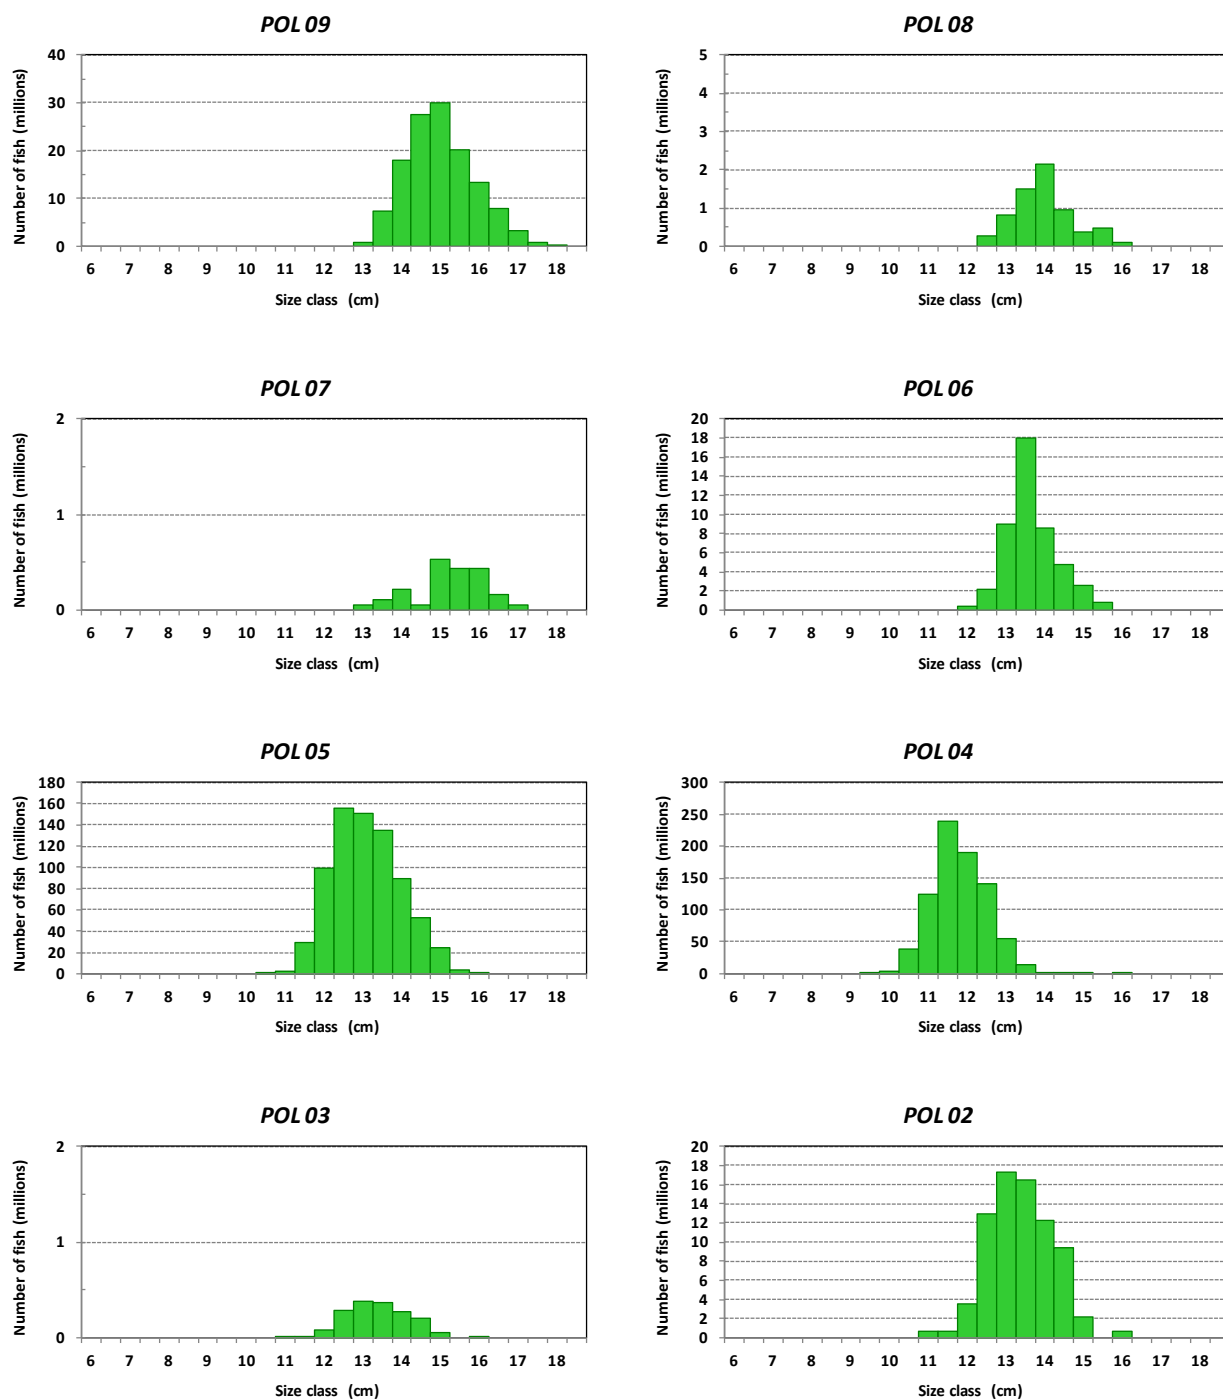 POL 09
Number of fish (millions)
40
30
20
10
0
6 7 8 9 10 11 12 13 14 15 16 17 18
Size class (cm)
POL 08
Number of fish (millions)
5
4
3
2
1
0
6 7 8 9 10 11 12 13 14 15 16 17 18
Size class (cm)
POL 07
Number of fish (millions)
2
1
0
6 7 8 9 10 11 12 13 14 15 16 17 18
Size class (cm)
POL 06
Number of fish (millions)
20
18
16
14
12
10
8
6
4
2
0
6 7 8 9 10 11 12 13 14 15 16 17 18
Size class (cm)
POL 05
Number of fish (millions)
180
160
140
120
100
80
60
40
20
0
6 7 8 9 10 11 12 13 14 15 16 17 18
Size class (cm)
POL 04
Number of fish (millions)
300
250
200
150
100
50
0
6 7 8 9 10 11 12 13 14 15 16 17 18
Size class (cm)
POL 03
Number of fish (millions)
2
1
0
6 7 8 9 10 11 12 13 14 15 16 17 18
Size class (cm)
POL 02
Number of fish (millions)
20
18
16
14
12
10
8
6
4
2
0
6 7 8 9 10 11 12 13 14 15 16 17 18
Size class (cm)